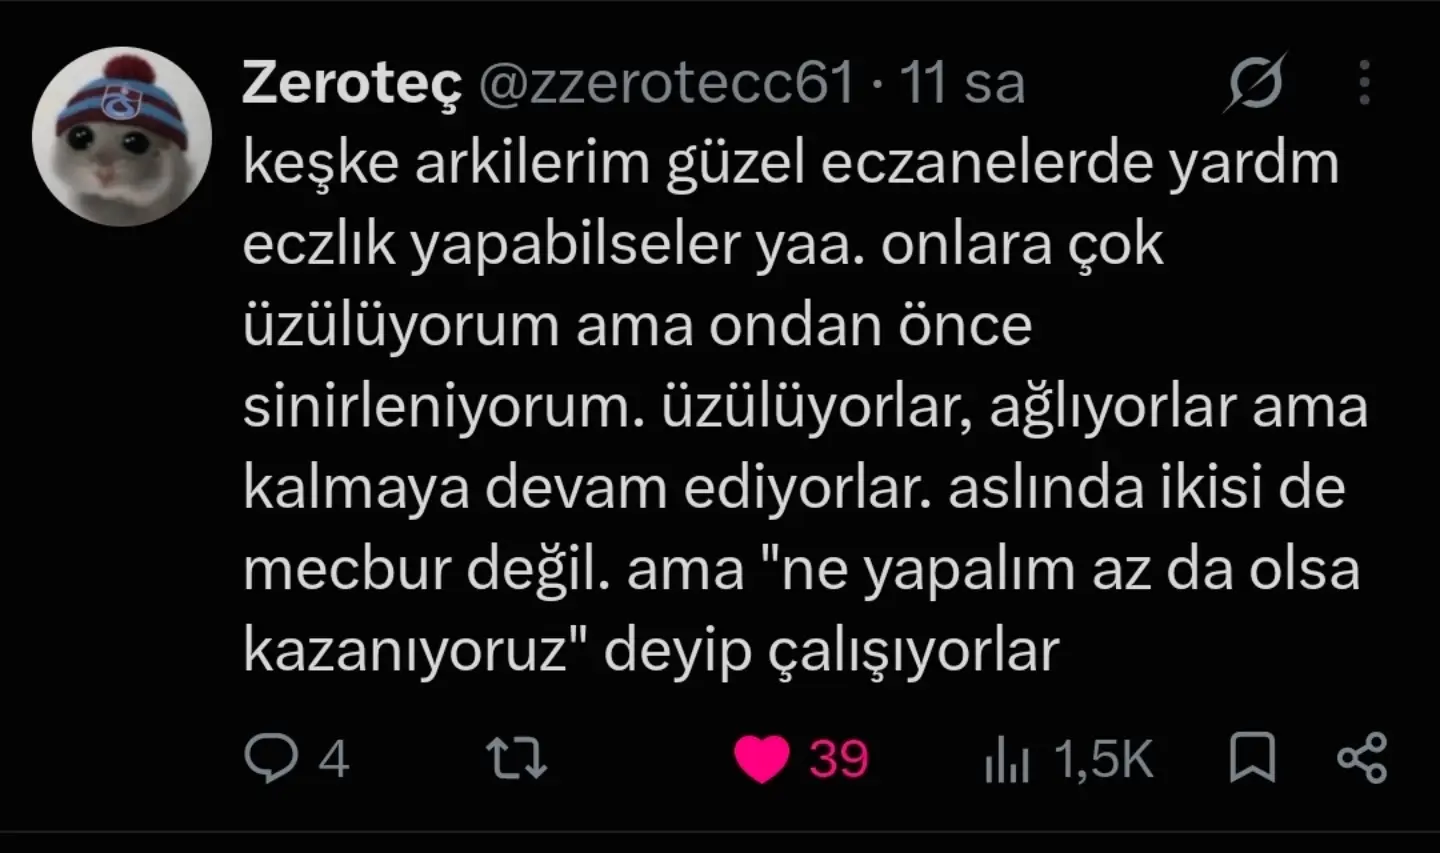 Zeroteç @zzerotecc61 · 11 sa
keşke arkilerim güzel eczanelerde yardm
eczlık yapabilseler yaa. onlara çok
üzülüyorum ama ondan önce
sinirleniyorum. üzülüyorlar, ağlıyorlar ama
kalmaya devam ediyorlar. aslında ikisi de
mecbur değil. ama "ne yapalım az da olsa
kazanıyoruz" deyip çalışıyorlar
4 39 1,5K